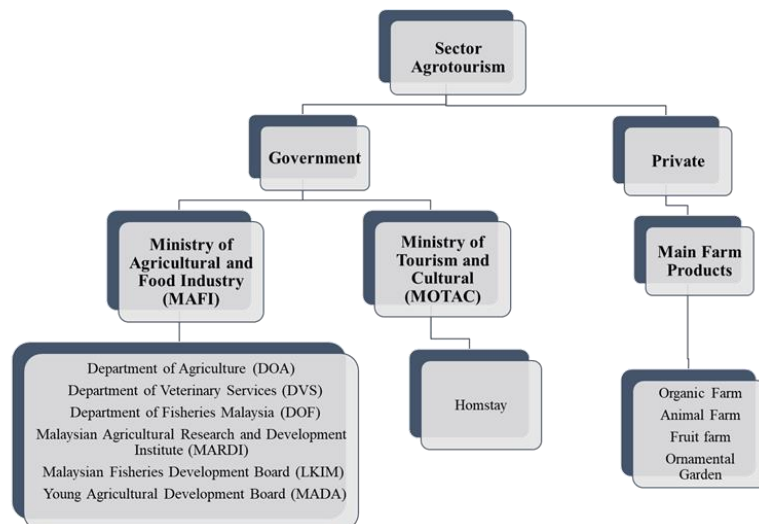 Sector
Agrotourism
Government
Private
Ministry of
Agricultural and
Food Industry
(MAFI)
Ministry of
Tourism and
Cultural
(MOTAC)
Main Farm
Products
Department of Agriculture (DOA)
Department of Veterinary Services (DVS)
Department of Fisheries Malaysia (DOF)
Malaysian Agricultural Research and Development
Institute (MARDI)
Malaysian Fisheries Development Board (LKIM)
Young Agricultural Development Board (MADA)
Homstay
Organic Farm
Animal Farm
Fruit farm
Ornamental
Garden